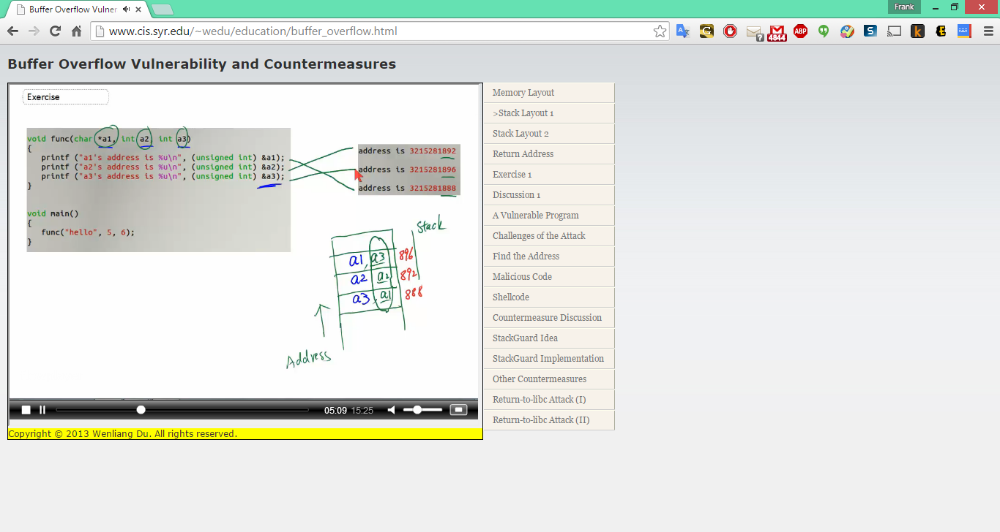 Buffer Overflow Vulner
Frank
www.cis.syr.edu/~wedu/education/buffer_overflow.html
4844
ABP
Buffer Overflow Vulnerability and Countermeasures
Exercise
void func(char *a1, int a2, int a3)
{
printf ("a1's address is %u\n", (unsigned int) &a1);
printf ("a2's address is %u\n", (unsigned int) &a2);
printf ("a3's address is %u\n", (unsigned int) &a3);
}
void main()
{
func("hello", 5, 6);
}
address is 3215281892
address is 3215281896
address is 3215281888
Stack
a1, a3 896
a2 a2 892
a3, a1 888
Address
05:09 15:25
Copyright © 2013 Wenliang Du. All rights reserved.
Memory Layout
>Stack Layout 1
Stack Layout 2
Return Address
Exercise 1
Discussion 1
A Vulnerable Program
Challenges of the Attack
Find the Address
Malicious Code
Shellcode
Countermeasure Discussion
StackGuard Idea
StackGuard Implementation
Other Countermeasures
Return-to-libc Attack (I)
Return-to-libc Attack (II)